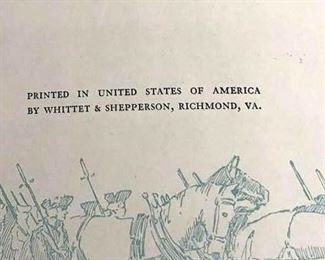 PRINTED IN UNITED STATES OF AMERICA
BY WHITTET & SHEPPERSON, RICHMOND, VA.